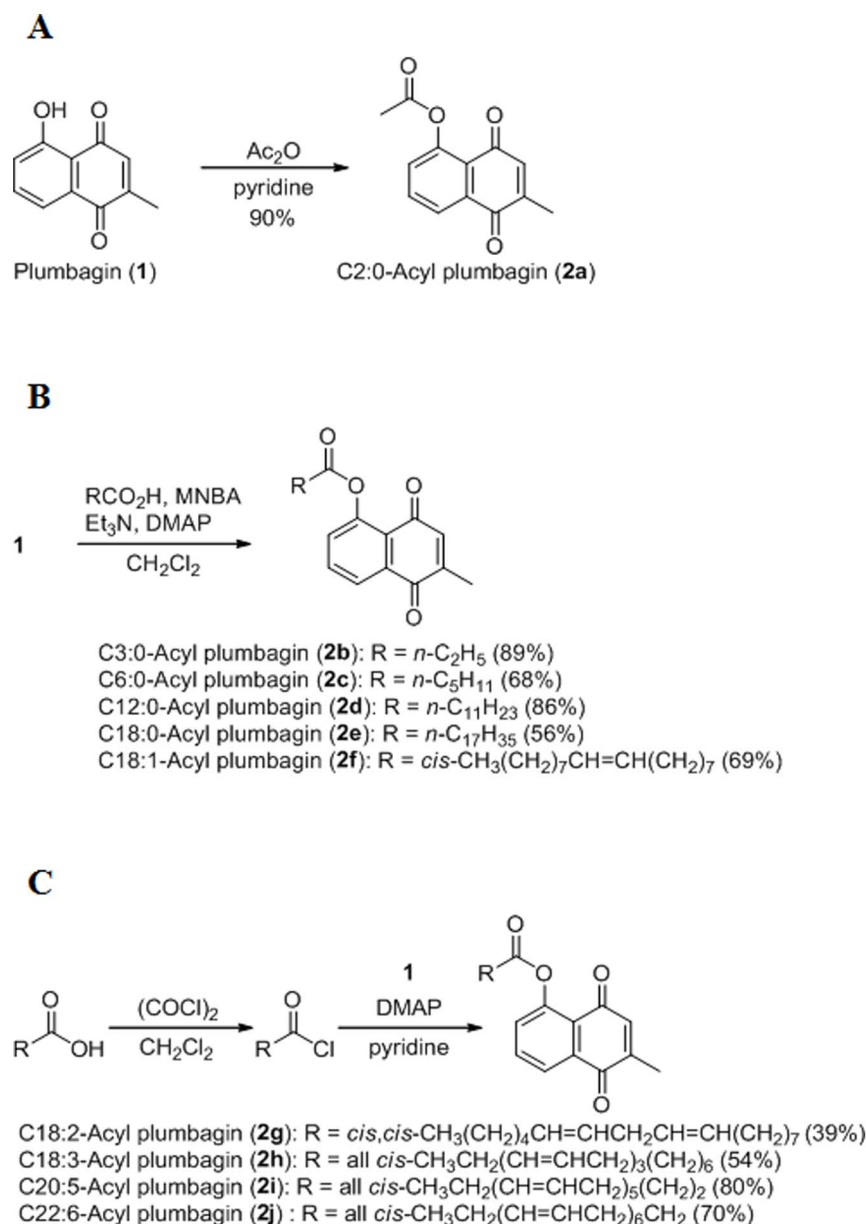 A
OH
O
O
Ac₂O
pyridine
90%
O
O
O
O
Plumbagin (1)
C2:0-Acyl plumbagin (2a)
B
1
RCO₂H, MNBA
Et₃N, DMAP
CH₂Cl₂
O
R
O
O
O
C3:0-Acyl plumbagin (2b): R = n-C₂H₅ (89%)
C6:0-Acyl plumbagin (2c): R = n-C₅H₁₁ (68%)
C12:0-Acyl plumbagin (2d): R = n-C₁₁H₂₃ (86%)
C18:0-Acyl plumbagin (2e): R = n-C₁₇H₃₅ (56%)
C18:1-Acyl plumbagin (2f): R = cis-CH₃(CH₂)₇CH=CH(CH₂)₇ (69%)
C
O
R
OH
(COCl)₂
CH₂Cl₂
O
R
Cl
1
DMAP
pyridine
O
R
O
O
O
C18:2-Acyl plumbagin (2g): R = cis,cis-CH₃(CH₂)₄CH=CHCH₂CH=CH(CH₂)₇ (39%)
C18:3-Acyl plumbagin (2h): R = all cis-CH₃CH₂(CH=CHCH₂)₃(CH₂)₆ (54%)
C20:5-Acyl plumbagin (2i): R = all cis-CH₃CH₂(CH=CHCH₂)₅(CH₂)₂ (80%)
C22:6-Acyl plumbagin (2j) : R = all cis-CH₃CH₂(CH=CHCH₂)₆CH₂ (70%)